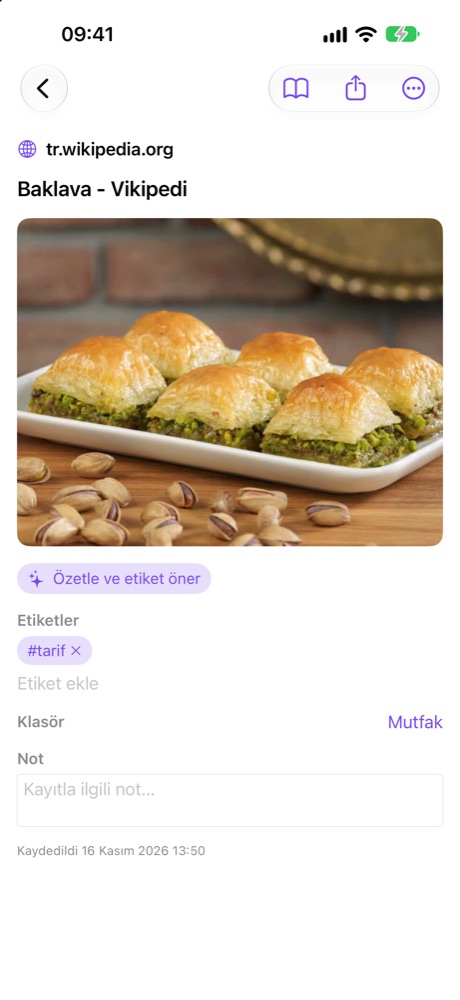 09:41
tr.wikipedia.org
Baklava - Vikipedi
Özetle ve etiket öner
Etiketler
#tarif ×
Etiket ekle
Klasör
Mutfak
Not
Kayıtla ilgili not...
Kaydedildi 16 Kasım 2026 13:50